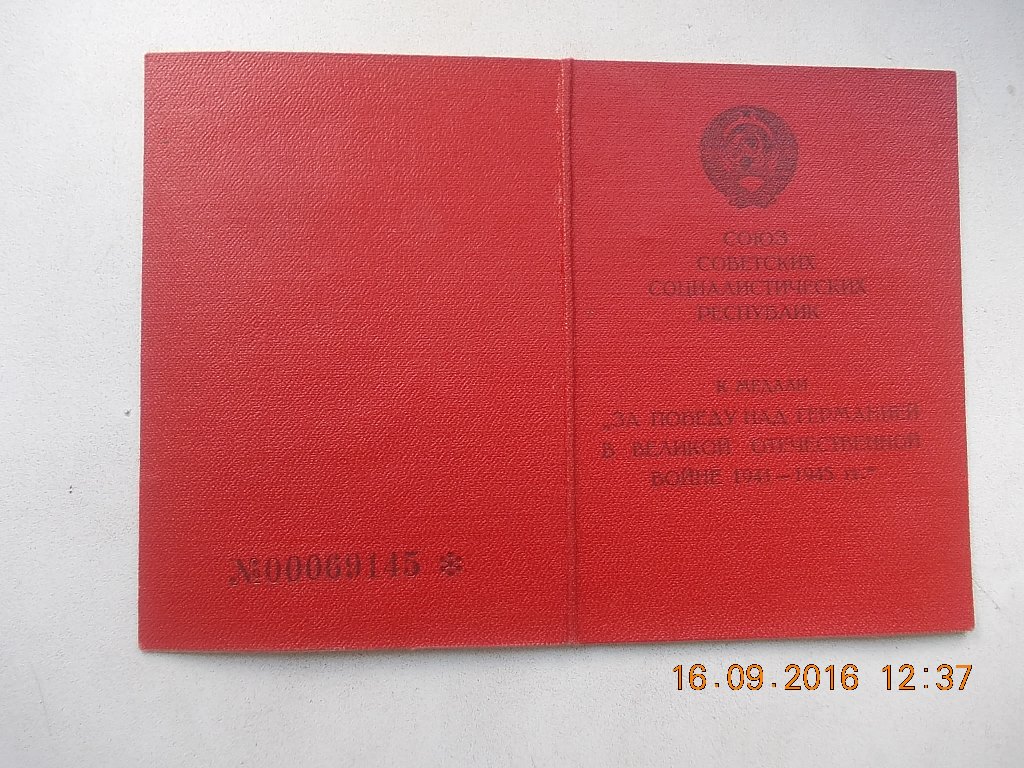 №00069145 *
СОЮЗ
СОВЕТСКИХ
СОЦИАЛИСТИЧЕСКИХ
РЕСПУБЛИК
К МЕДАЛИ
„ЗА ПОБЕДУ НАД ГЕРМАНИЕЙ
В ВЕЛИКОЙ ОТЕЧЕСТВЕННОЙ
ВОЙНЕ 1941—1945 гг.“
16.09.2016 12:37